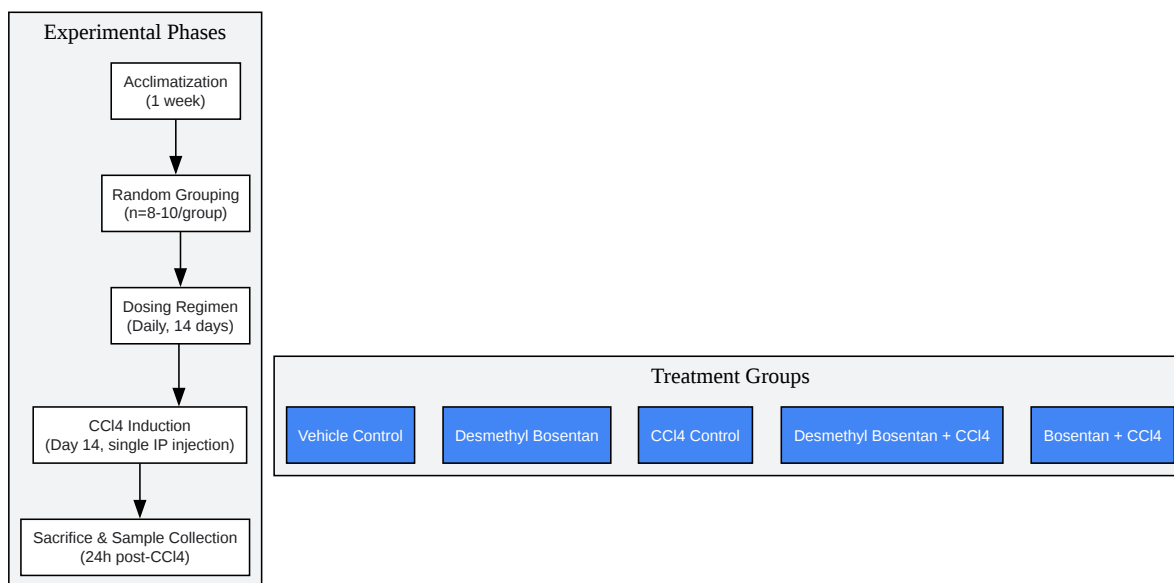 Experimental Phases
Acclimatization
(1 week)
Random Grouping
(n=8-10/group)
Dosing Regimen
(Daily, 14 days)
CCl4 Induction
(Day 14, single IP injection)
Sacrifice & Sample Collection
(24h post-CCl4)
Treatment Groups
Vehicle Control
Desmethyl Bosentan
CCl4 Control
Desmethyl Bosentan + CCl4
Bosentan + CCl4